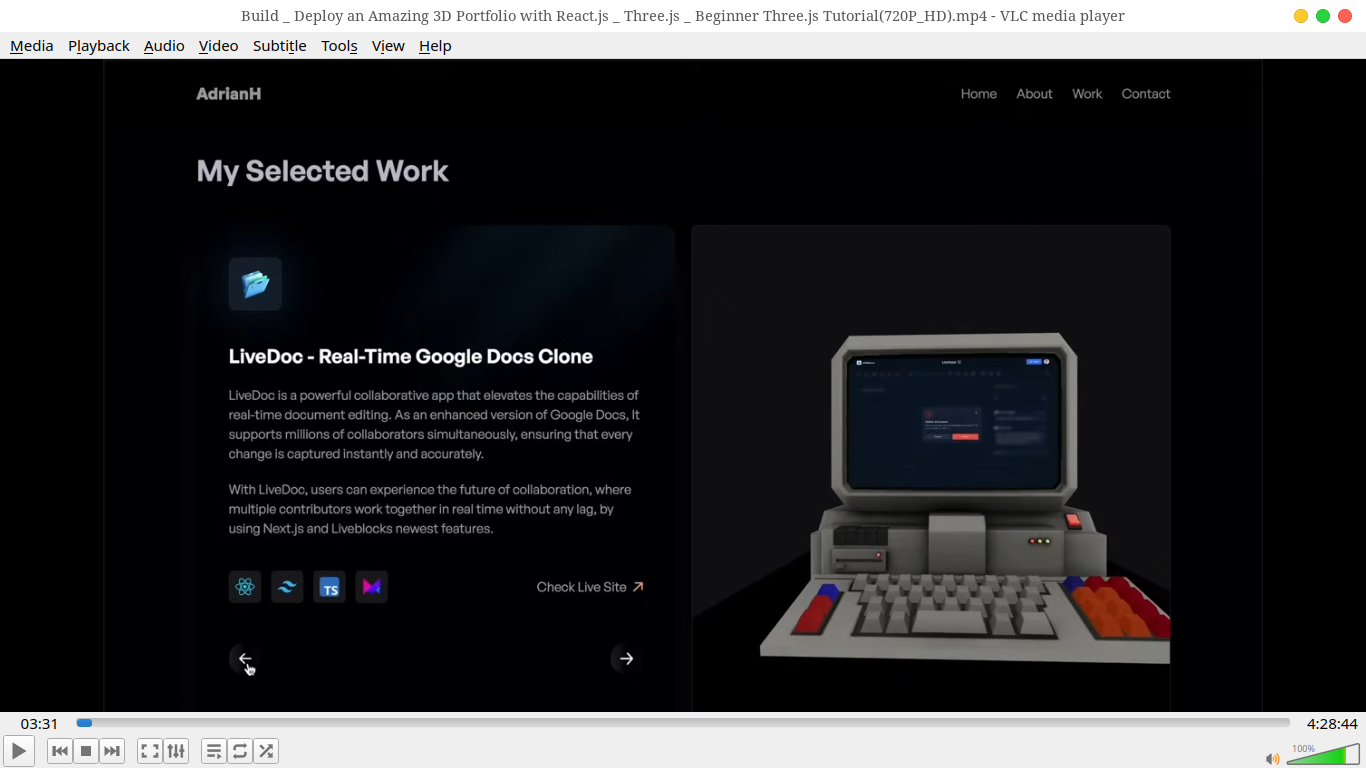 Build _ Deploy an Amazing 3D Portfolio with React.js _ Three.js _ Beginner Three.js Tutorial(720P_HD).mp4 - VLC media player
Media Playback Audio Video Subtitle Tools View Help
AdrianH
Home About Work Contact
My Selected Work
LiveDoc - Real-Time Google Docs Clone
LiveDoc is a powerful collaborative app that elevates the capabilities of
real-time document editing. As an enhanced version of Google Docs, It
supports millions of collaborators simultaneously, ensuring that every
change is captured instantly and accurately.
With LiveDoc, users can experience the future of collaboration, where
multiple contributors work together in real time without any lag, by
using Next.js and Liveblocks newest features.
TS
Check Live Site
03:31
4:28:44
100%